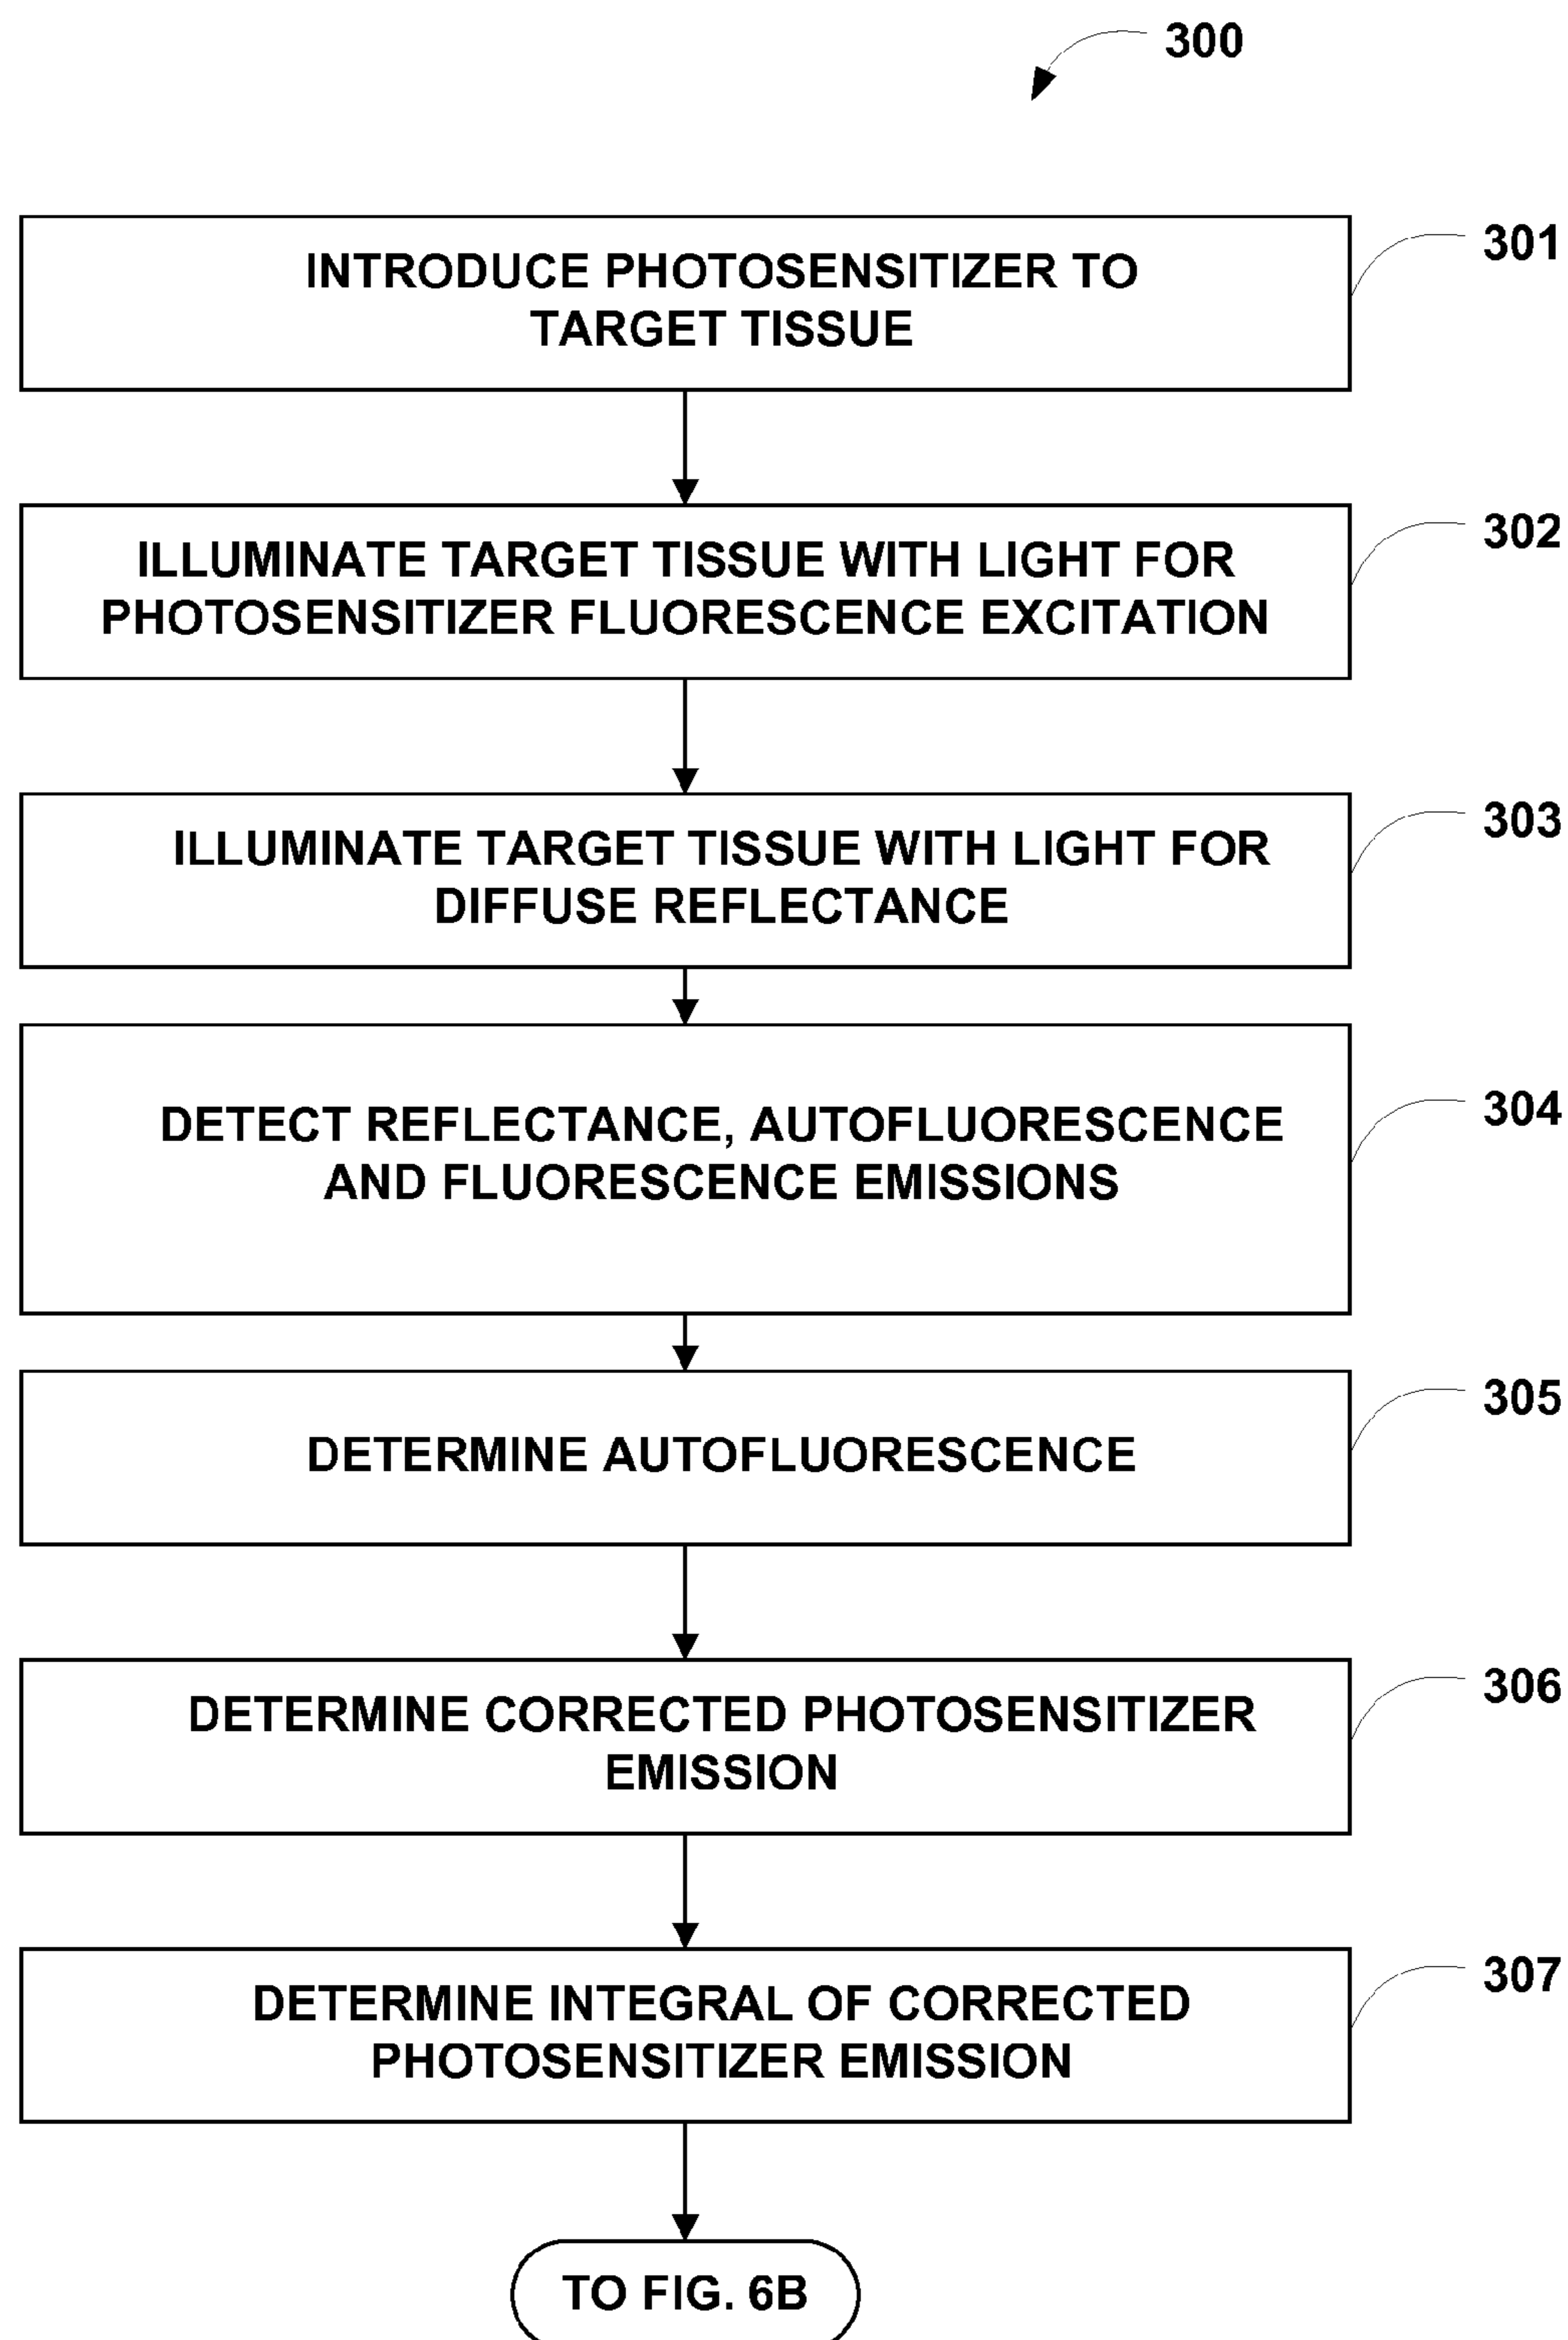 300
INTRODUCE PHOTOSENSITIZER TO
TARGET TISSUE
301
ILLUMINATE TARGET TISSUE WITH LIGHT FOR
PHOTOSENSITIZER FLUORESCENCE EXCITATION
302
ILLUMINATE TARGET TISSUE WITH LIGHT FOR
DIFFUSE REFLECTANCE
303
DETECT REFLECTANCE, AUTOFLUORESCENCE
AND FLUORESCENCE EMISSIONS
304
DETERMINE AUTOFLUORESCENCE
305
DETERMINE CORRECTED PHOTOSENSITIZER
EMISSION
306
DETERMINE INTEGRAL OF CORRECTED
PHOTOSENSITIZER EMISSION
307
TO FIG. 6B